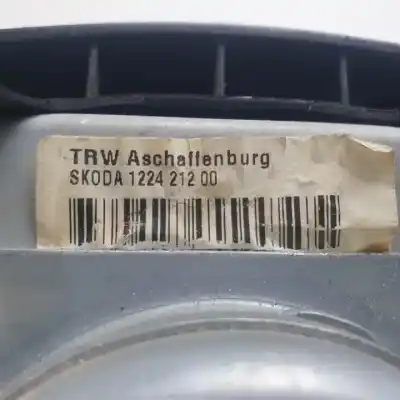 TRW Aschaffenburg
SKODA 1224 212 00